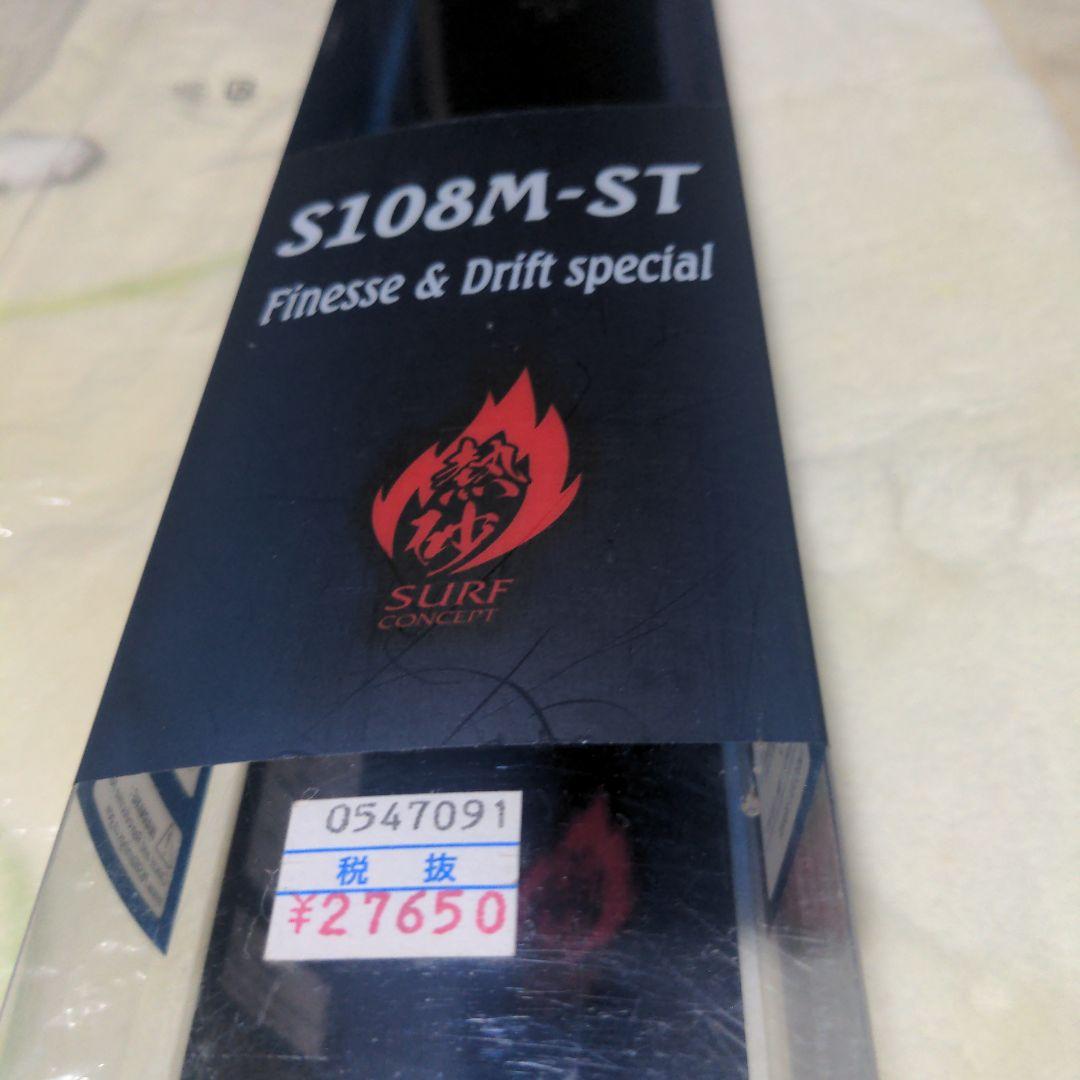 S108M-ST
Finesse & Drift special
熱
砂
SURF
CONCEPT
0547091
税 抜
¥27650